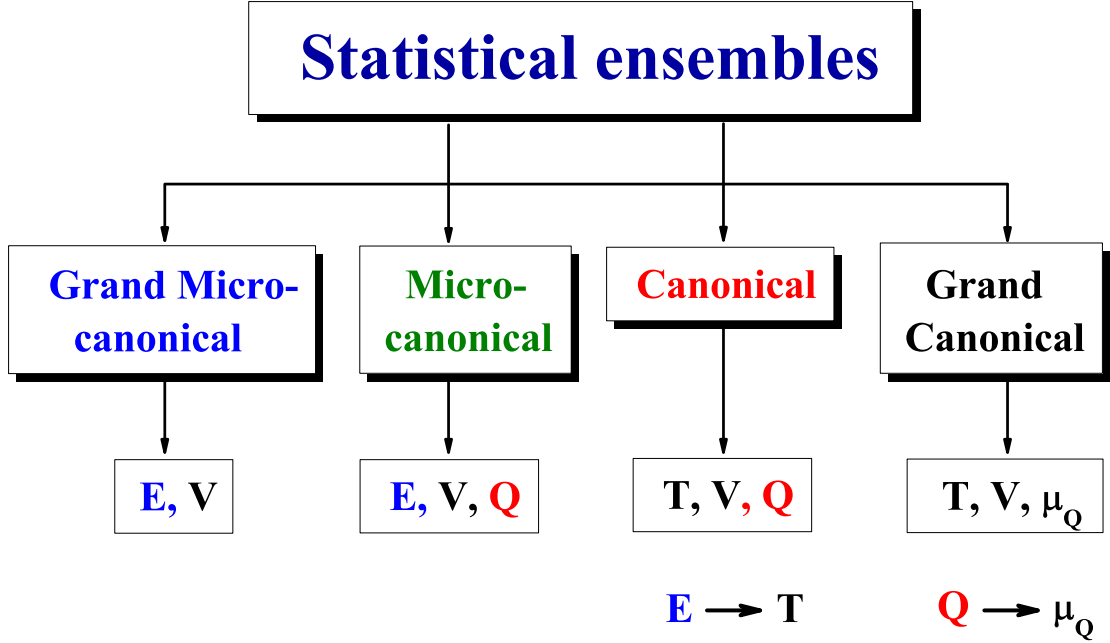 Statistical ensembles
Grand Micro-
canonical
Micro-
canonical
Canonical
Grand
Canonical
E, V
E, V, Q
T, V, Q
T, V, μQ
E → T
Q → μQ